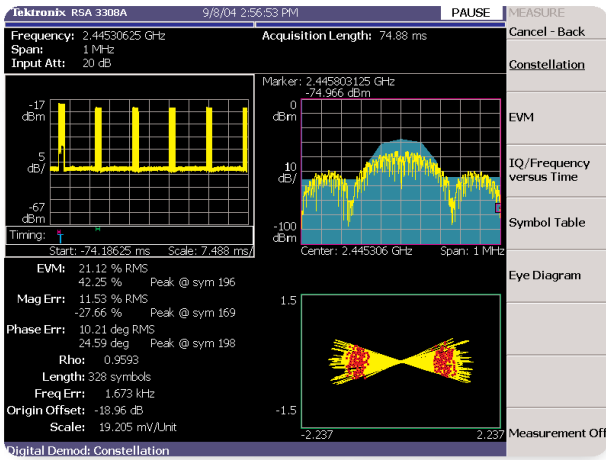 Tektronix RSA 3308A 9/8/04 2:56:53 PM PAUSE MEASURE
Frequency: 2.44530625 GHz Acquisition Length: 74.88 ms
Span: 1 MHz
Input Att: 20 dB
Cancel - Back
Constellation
EVM
IQ/Frequency
versus Time
Symbol Table
Eye Diagram
Measurement Off
-17
dBm
5
dB/
-67
dBm
Timing: T
Start: -74.18625 ms Scale: 7.488 ms/
Marker: 2.445803125 GHz
-74.966 dBm
0
dBm
10
dB/
-100
dBm
Center: 2.445306 GHz Span: 1 MHz
EVM: 21.12 % RMS
42.25 % Peak @ sym 196
Mag Err: 11.53 % RMS
-27.66 % Peak @ sym 169
Phase Err: 10.21 deg RMS
24.59 deg Peak @ sym 198
Rho: 0.9593
Length: 328 symbols
Freq Err: 1.673 kHz
Origin Offset: -18.96 dB
Scale: 19.205 mV/Unit
1.5
-1.5
-2.237 2.237
Digital Demod: Constellation